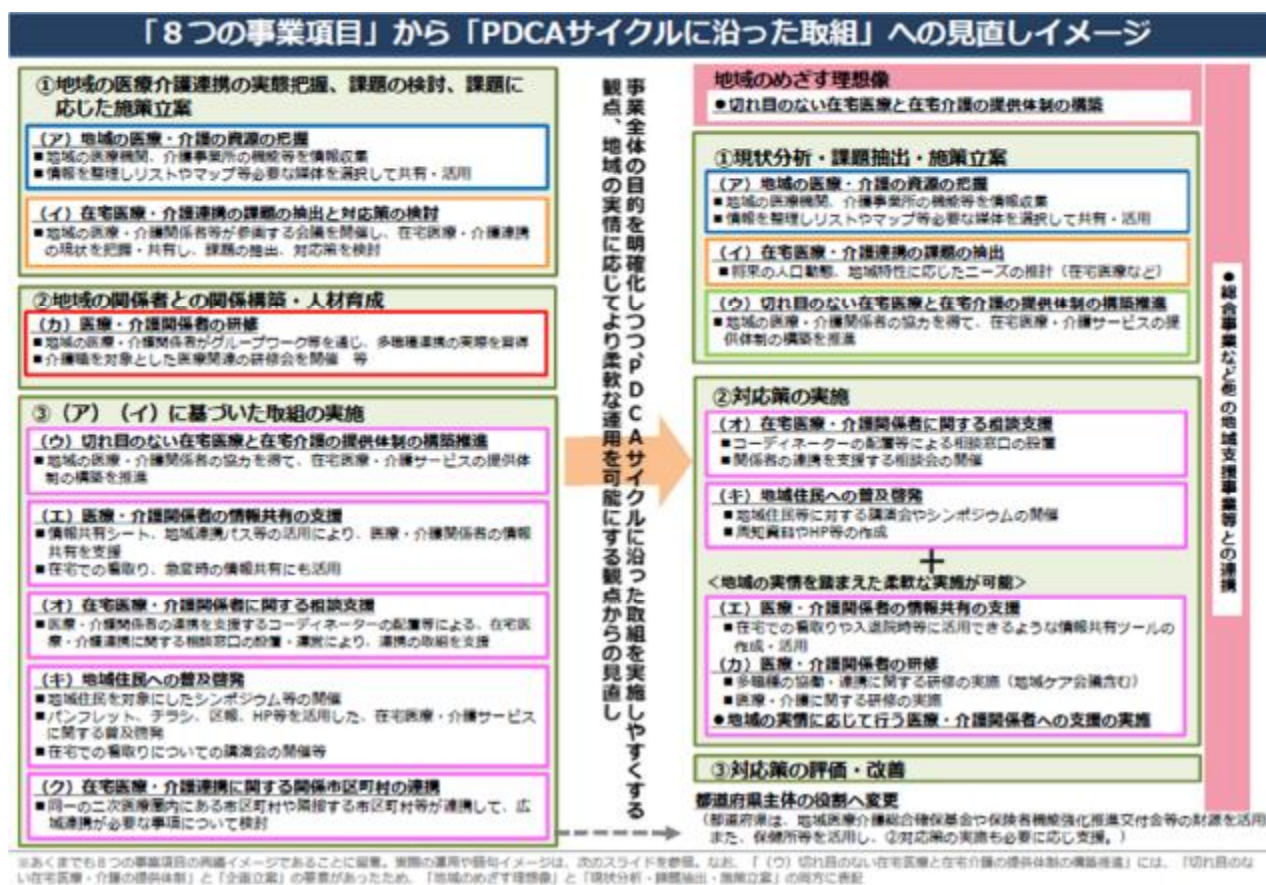 「８つの事業項目」から「PDCAサイクルに沿った取組」への見直しイメージ
①地域の医療介護連携の実態把握、課題の検討、課題に
応じた施策立案
（ア）地域の医療・介護の資源の把握
■地域の医療機関、介護事業所の機能等を情報収集
■情報を整理しリストやマップ等必要な媒体を選択して共有・活用
（イ）在宅医療・介護連携の課題の抽出と対応策の検討
■地域の医療・介護関係者等が参画する会議を開催し、在宅医療・介護連携
の現状を把握・共有し、課題の抽出、対応策を検討
②地域の関係者との関係構築・人材育成
（カ）医療・介護関係者の研修
■地域の医療・介護関係者がグループワーク等を通じ、多職種連携の実際を習得
■介護職を対象とした医療関連の研修会を開催　等
③（ア）（イ）に基づいた取組の実施
（ウ）切れ目のない在宅医療と在宅介護の提供体制の構築推進
■地域の医療・介護関係者の協力を得て、在宅医療・介護サービスの提供体
制の構築を推進
（エ）医療・介護関係者の情報共有の支援
■情報共有シート、地域連携パス等の活用により、医療・介護関係者の情報
共有を支援
■在宅での看取り、急変時の情報共有にも活用
（オ）在宅医療・介護関係者に関する相談支援
■医療・介護関係者の連携を支援するコーディネーターの配置等による、在宅医
療・介護連携に関する相談窓口の設置・運営により、連携の取組を支援
（キ）地域住民への普及啓発
■地域住民を対象にしたシンポジウム等の開催
■パンフレット、チラシ、区報、HP等を活用した、在宅医療・介護サービス
に関する普及啓発
■在宅での看取りについての講演会の開催等
（ク）在宅医療・介護連携に関する関係市区町村の連携
■同一の二次医療圏内にある市区町村や隣接する市区町村等が連携して、広
域連携が必要な事項について検討
事業全体の目的を明確化しつつ、PDCAサイクルに沿った取組を実施しやすくする
観点、地域の実情に応じてより柔軟な運用を可能にする観点からの見直し
地域のめざす理想像
●切れ目のない在宅医療と在宅介護の提供体制の構築
①現状分析・課題抽出・施策立案
（ア）地域の医療・介護の資源の把握
■地域の医療機関、介護事業所の機能等を情報収集
■情報を整理しリストやマップ等必要な媒体を選択して共有・活用
（イ）在宅医療・介護連携の課題の抽出
■将来の人口動態、地域特性に応じたニーズの推計（在宅医療など）
（ウ）切れ目のない在宅医療と在宅介護の提供体制の構築推進
■地域の医療・介護関係者の協力を得て、在宅医療・介護サービスの提
供体制の構築を推進
②対応策の実施
（オ）在宅医療・介護関係者に関する相談支援
■コーディネーターの配置等による相談窓口の設置
■関係者の連携を支援する相談会の開催
（キ）地域住民への普及啓発
■地域住民等に対する講演会やシンポジウムの開催
■周知資料やHP等の作成
＋
＜地域の実情を踏まえた柔軟な実施が可能＞
（エ）医療・介護関係者の情報共有の支援
■在宅での看取りや入退院時等に活用できるような情報共有ツールの
作成・活用
（カ）医療・介護関係者の研修
■多職種の協働・連携に関する研修の実施（地域ケア会議含む）
■医療・介護に関する研修の実施
●地域の実情に応じて行う医療・介護関係者への支援の実施
③対応策の評価・改善
●総合事業など他の地域支援事業等との連携
都道府県主体の役割へ変更
（都道府県は、地域医療介護総合確保基金や保険者機能強化推進交付金等の財源を活用
また、保健所等を活用し、②対応策の実施も必要に応じ支援。）
※あくまでも８つの事業項目の再編イメージであることに留意。実際の運用や語句イメージは、次のスライドを参照。なお、「（ウ）切れ目のない在宅医療と在宅介護の提供体制の構築推進」には、「切れ目のな
い在宅医療・介護の提供体制」と「企画立案」の要素があったため、「地域のめざす理想像」と「現状分析・課題抽出・施策立案」の両方に表記